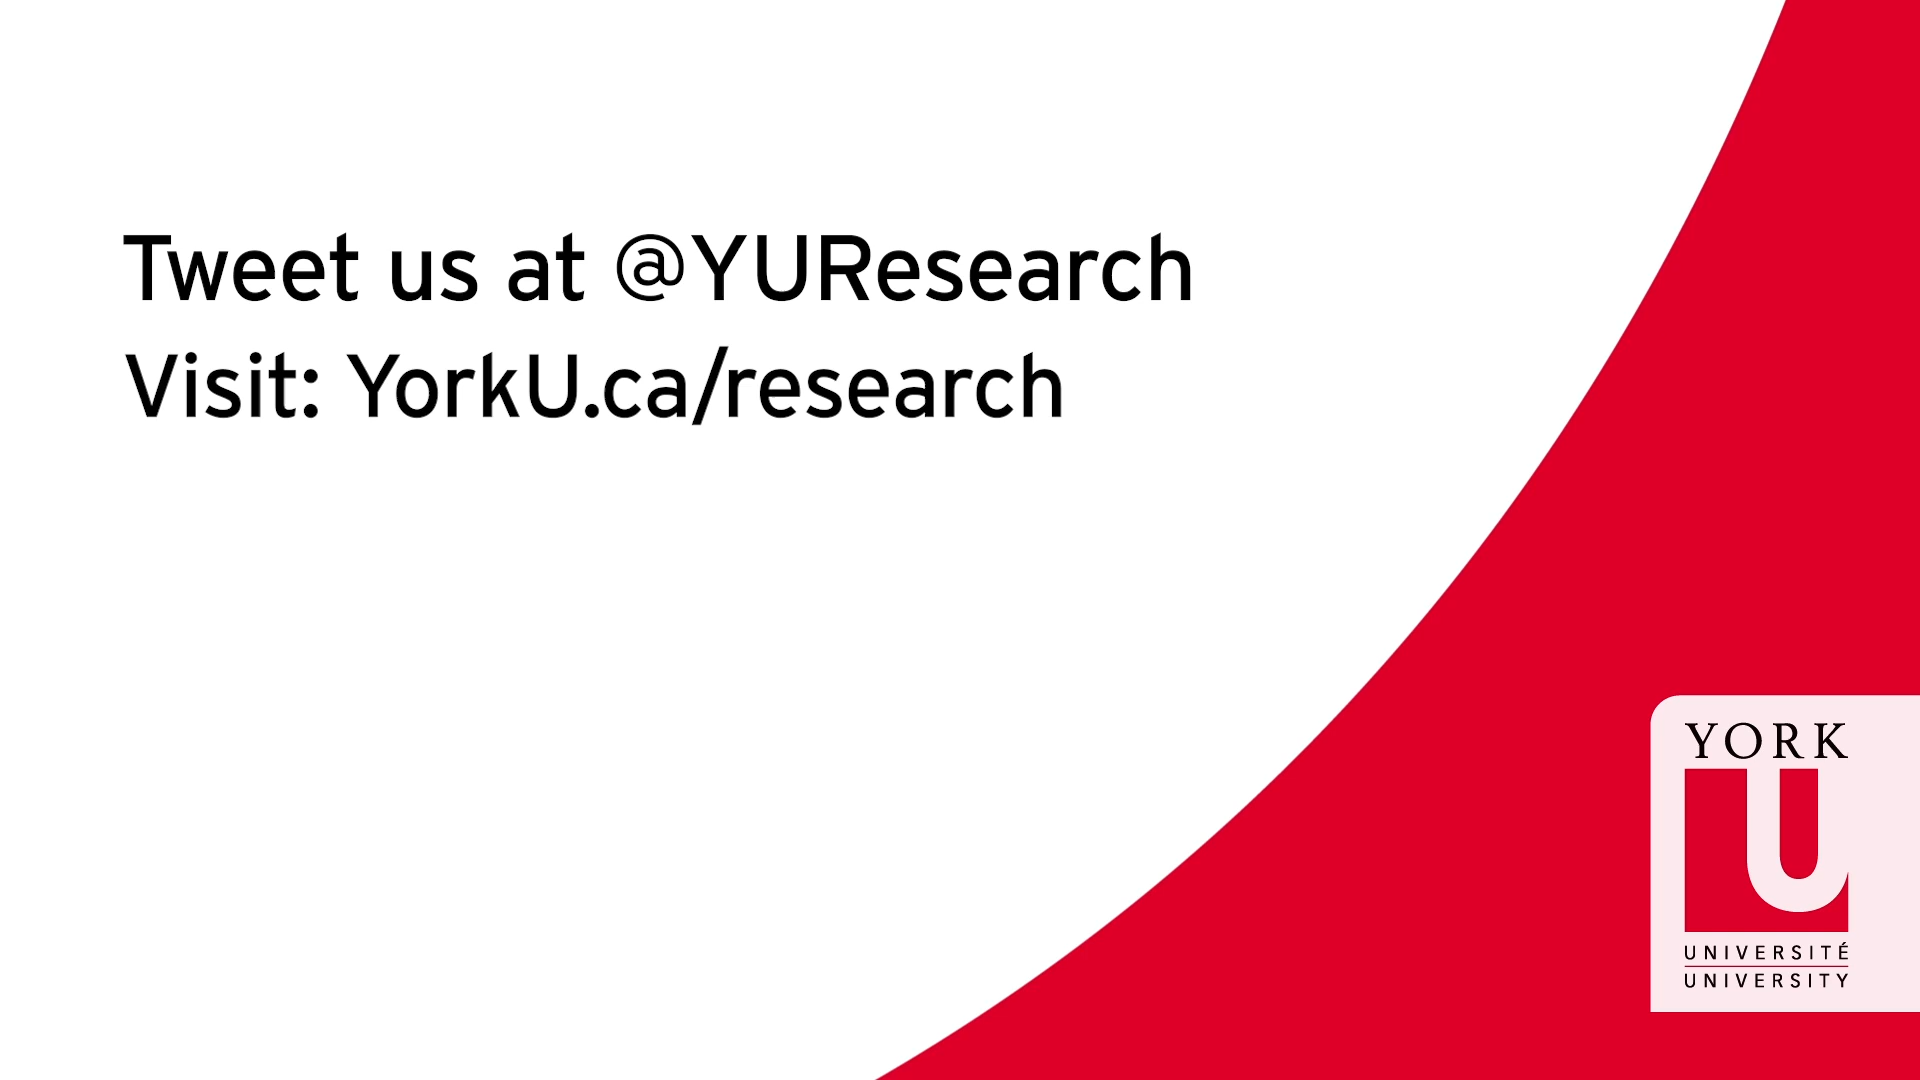 Tweet us at @YUResearch
Visit: YorkU.ca/research
YORK
U
UNIVERSITÉ
UNIVERSITY